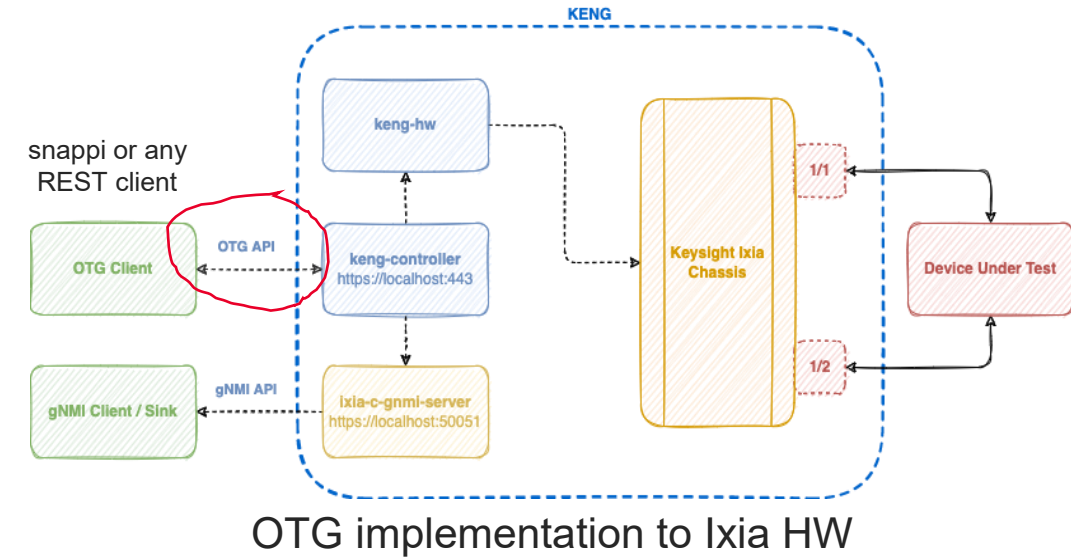 KENG
keng-hw
snappi or any
REST client
OTG Client
OTG API
keng-controller
https://localhost:443
gNMI Client / Sink
gNMI API
ixia-c-gnmi-server
https://localhost:50051
Keysight Ixia
Chassis
1/1
1/2
Device Under Test
OTG implementation to Ixia HW